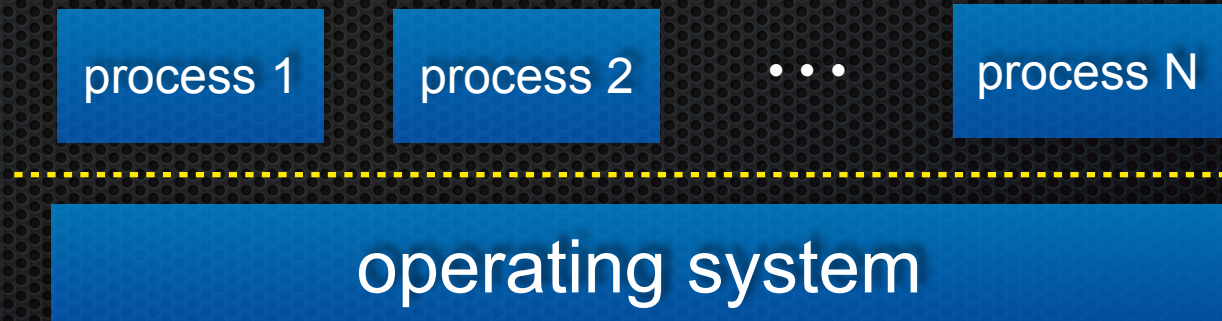 process 1 process 2 ... process N
operating system